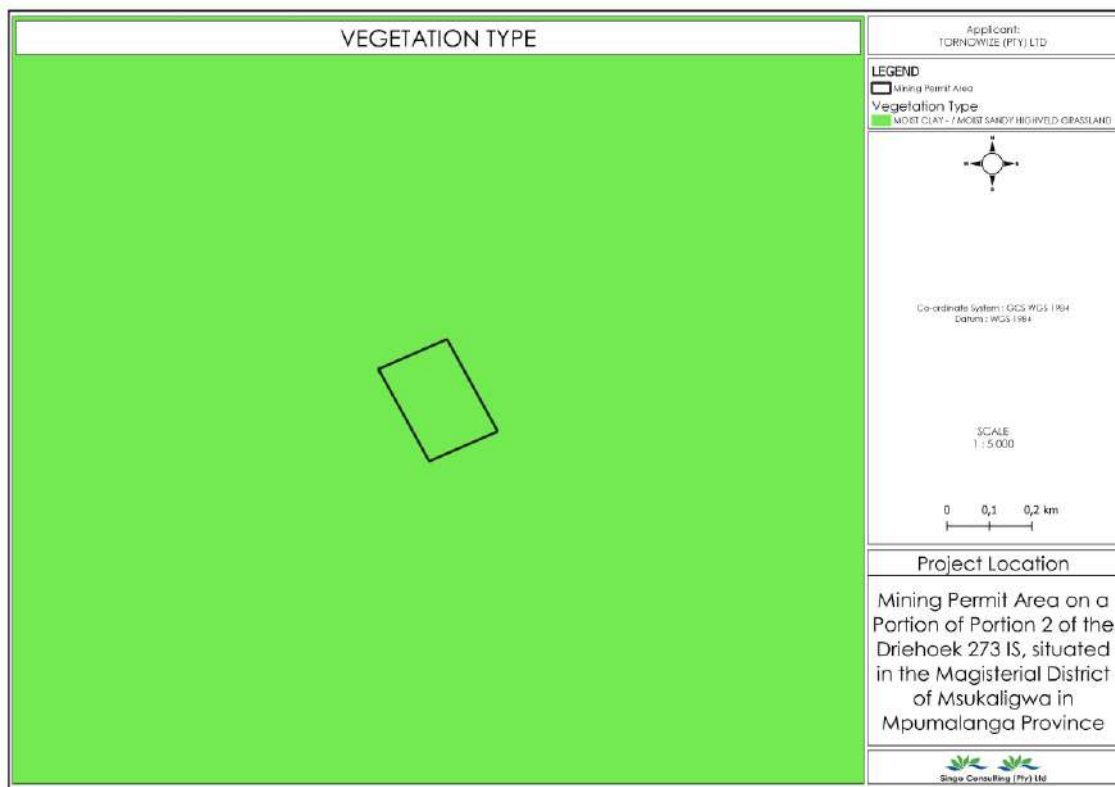 VEGETATION TYPE
Applicant:
TORNOWIZE (PTY) LTD
LEGEND
Mining Permit Area
Vegetation Type
MOIST CLAY - / MOIST SANDY HIGHVELD GRASSLAND
N
Co-ordinate System : GCS WGS 1984
Datum : WGS 1984
SCALE
1 : 5 000
0 0,1 0,2 km
Project Location
Mining Permit Area on a
Portion of Portion 2 of the
Driehoek 273 IS, situated
in the Magisterial District
of Msukaligwa in
Mpumalanga Province
Singo Consulting (Pty) Ltd